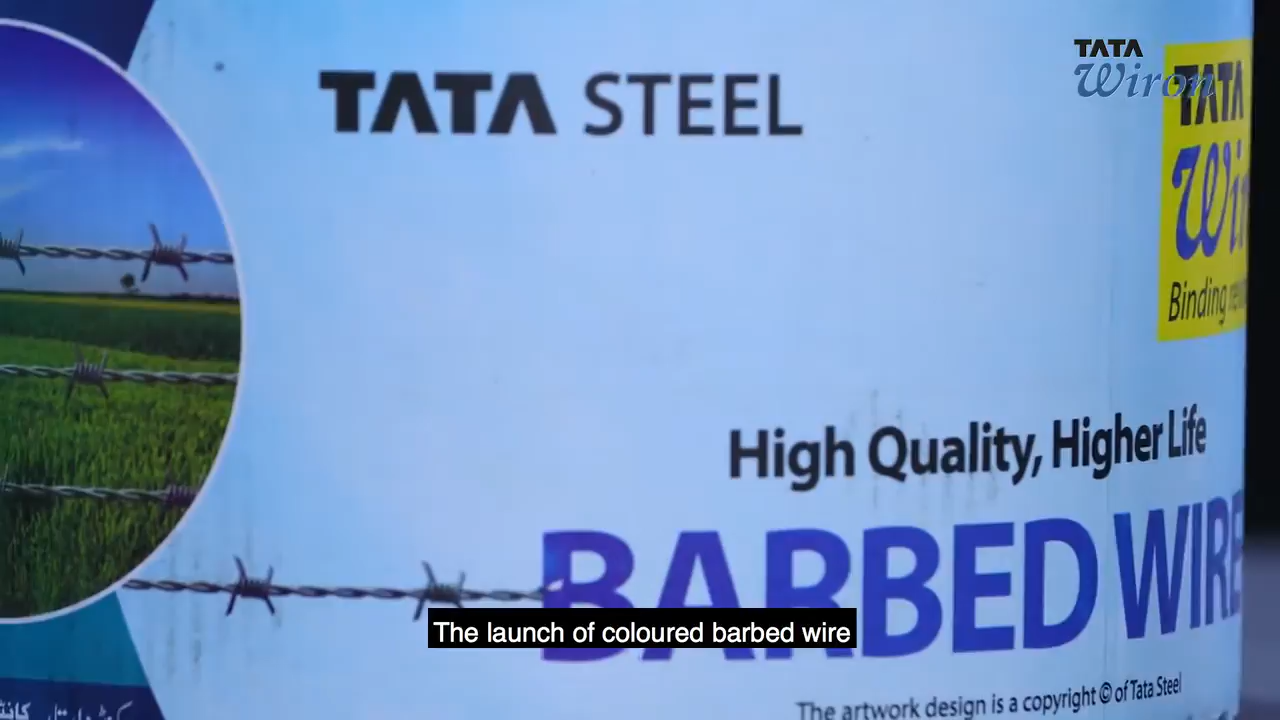 TATA STEEL
TATA
Wiron
TATA
Binding
High Quality, Higher Life
BARBED WIRE
The launch of coloured barbed wire
The artwork design is a copyright © of Tata Steel